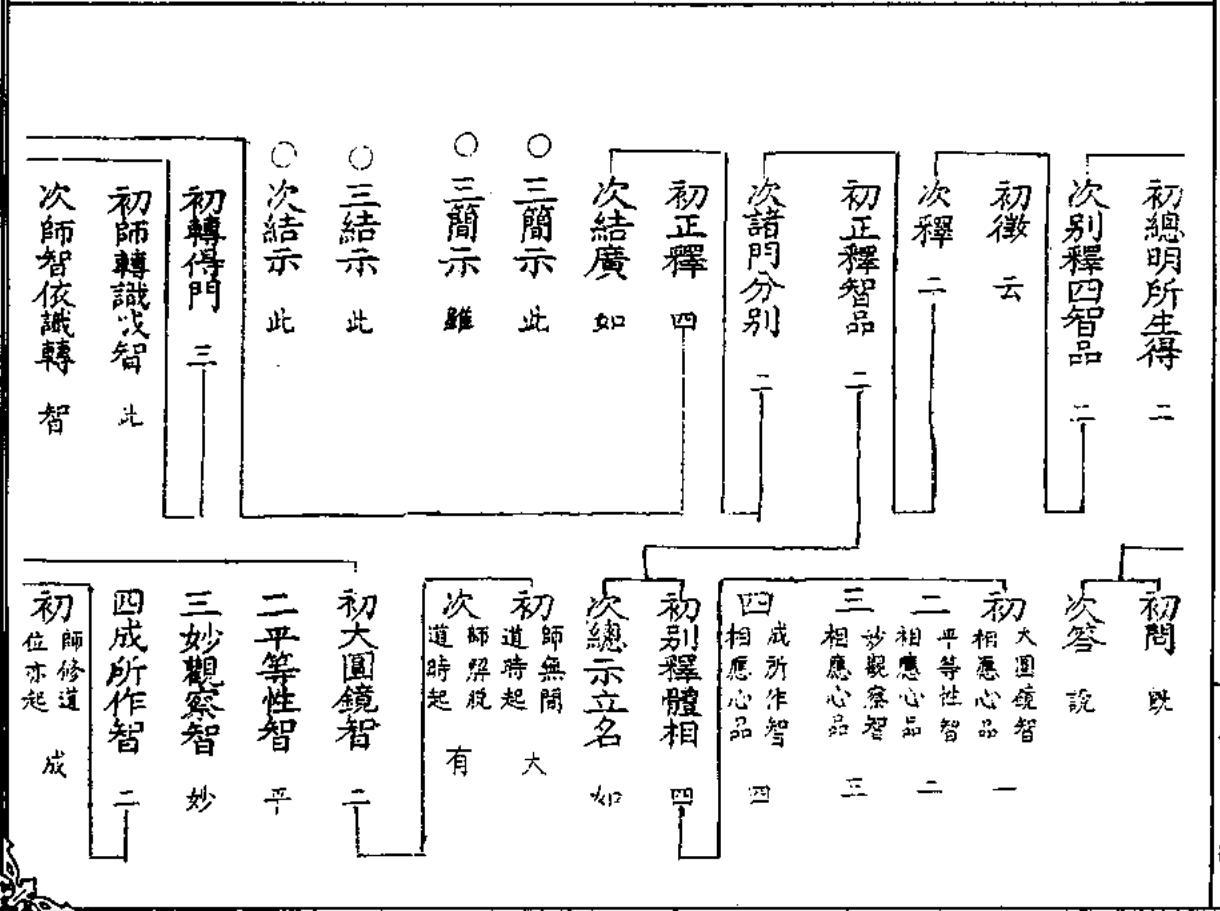 初總明所生得 二
次別釋四智品 二
初徵 云
次釋 二
初正釋智品 二
次諸門分別 二
初正釋 四
次結廣 如
○ 三簡示 此
○ 三簡示 雖
○ 三結示 此
○ 次結示 此
初轉得門 三
初師轉識成智 此
次師智依識轉 智
初問 既
次答 說
初 大圓鏡智相應心品 一
二 平等性智相應心品 二
三 妙觀察智相應心品 三
四 成所作智相應心品 四
初別釋體相 四
次總示立名 如
初 師無間道時起 大
次 師解脫道時起 有
初大圓鏡智 二
二平等性智 平
三妙觀察智 妙
四成所作智 二
初 師修道位亦起 成